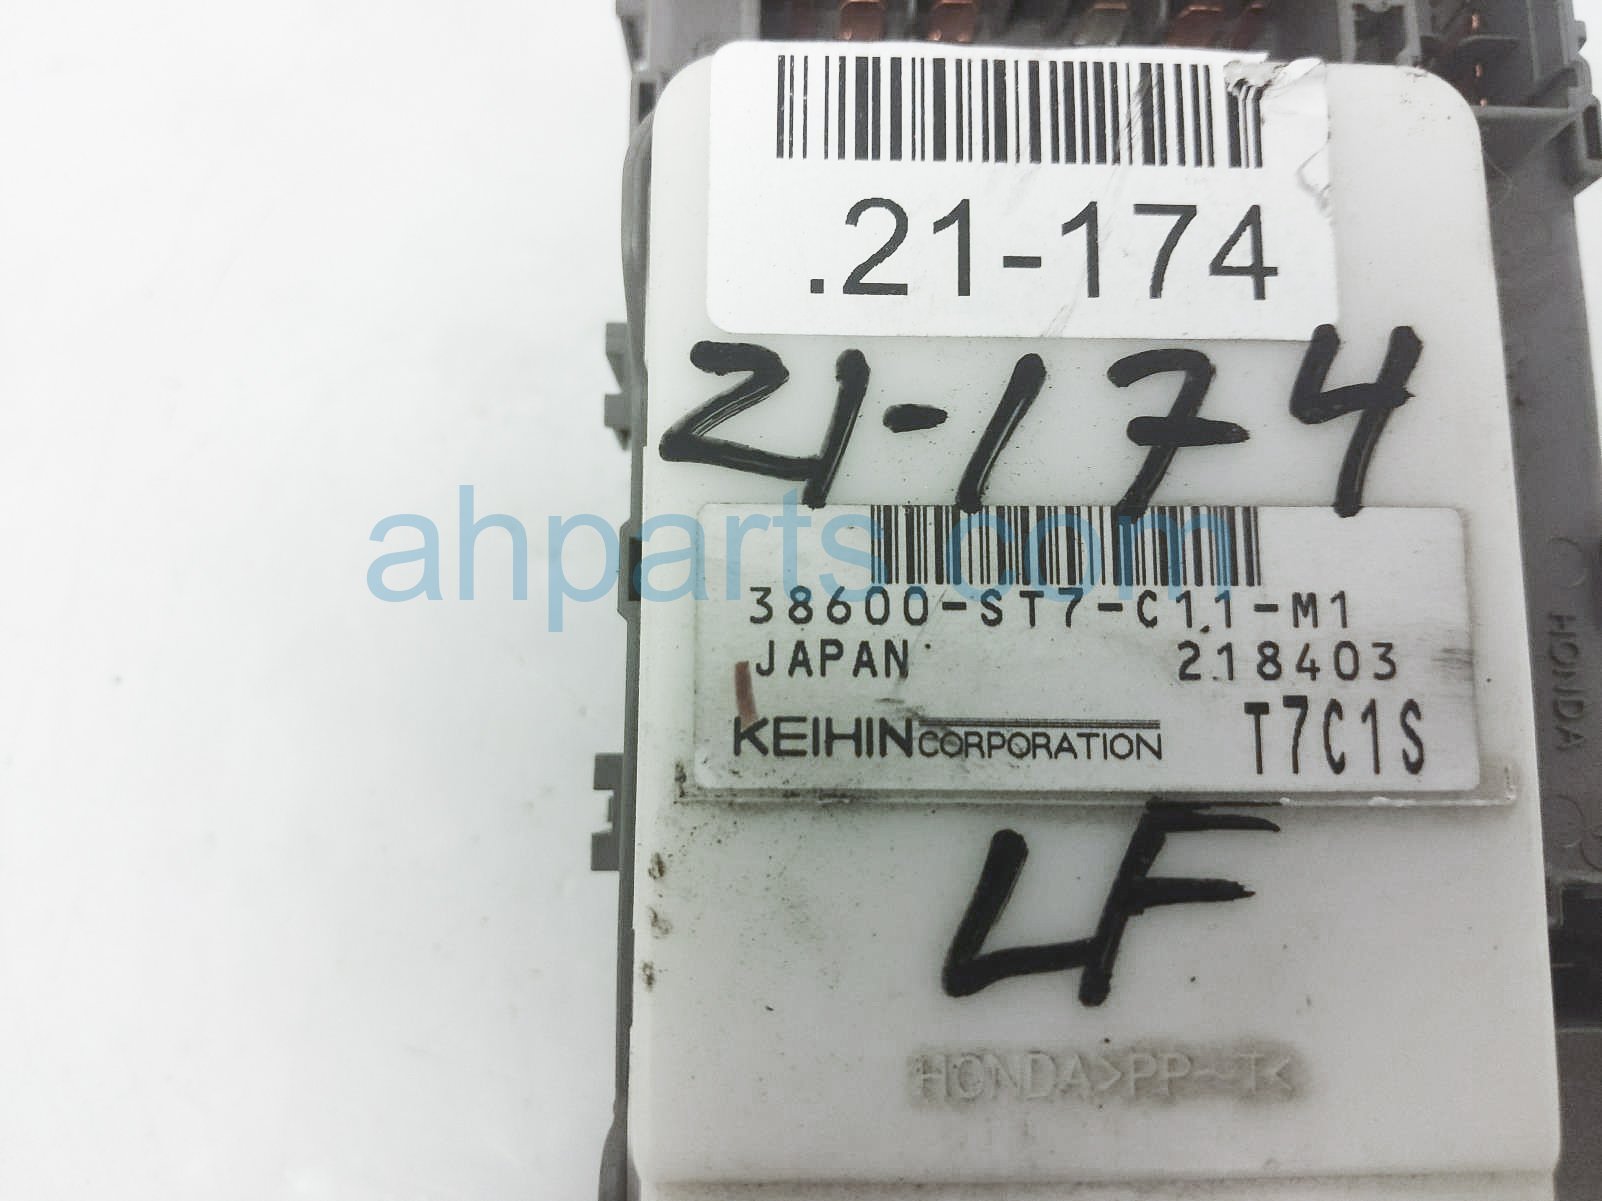 .21-174
21-174
ahparts.com
38600-ST7-C11-M1
JAPAN 218403
KEIHIN CORPORATION T7C1S
LF
HONDA>PP-T<
HONDA